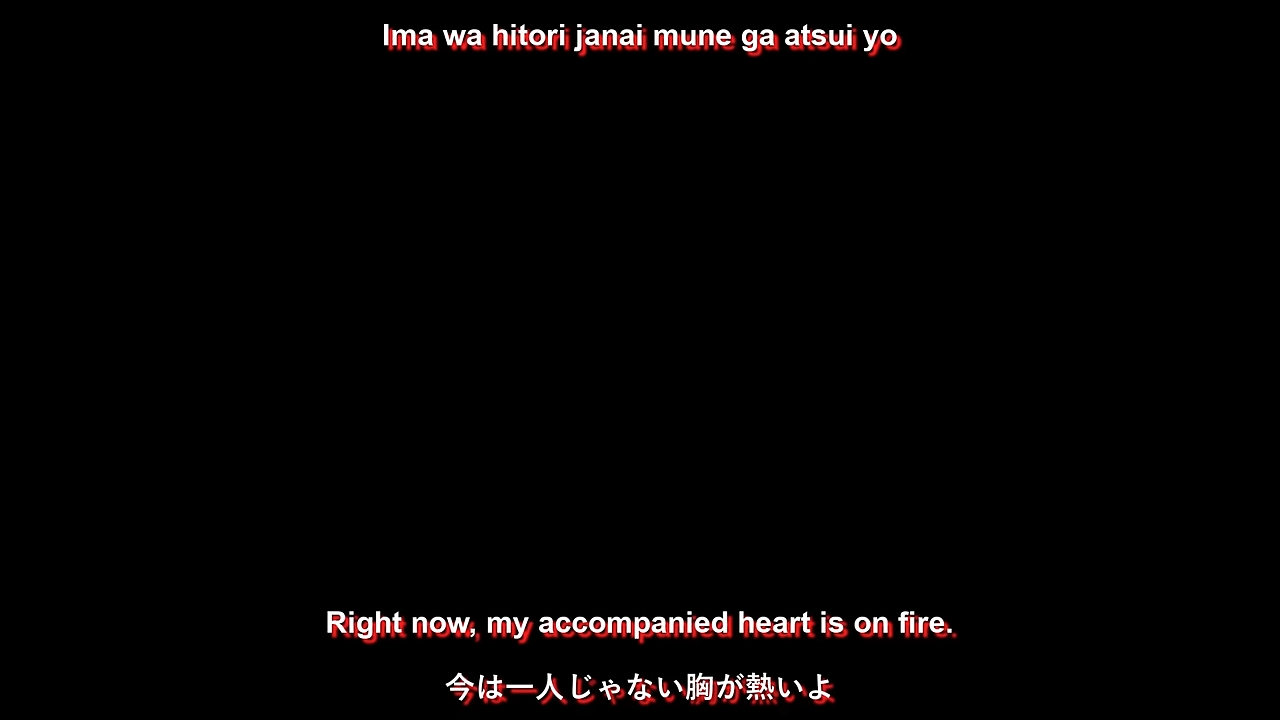 Ima wa hitori janai mune ga atsui yo
Right now, my accompanied heart is on fire.
今は一人じゃない胸が熱いよ